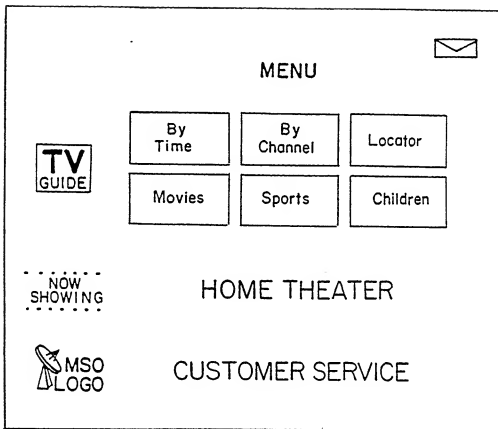 MENU
By Time
By Channel
Locator
TV GUIDE
Movies
Sports
Children
NOW SHOWING
HOME THEATER
MSO LOGO
CUSTOMER SERVICE